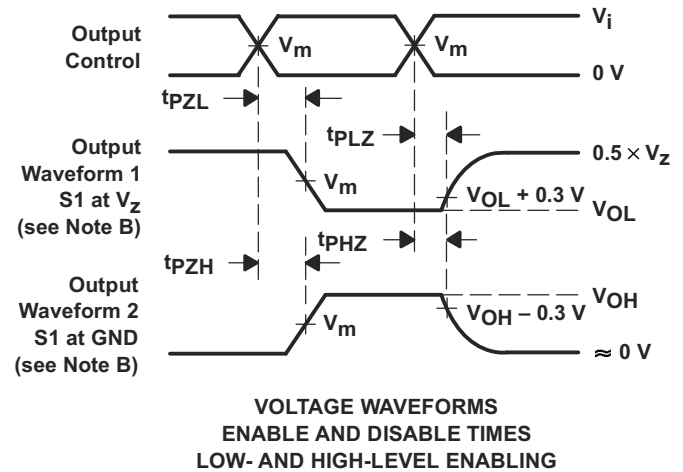 Output
Control
Vm
Vm
Vi
0 V
tPZL
tPLZ
Output
Waveform 1
S1 at Vz
(see Note B)
Vm
0.5 × Vz
VOL + 0.3 V
VOL
tPZH
tPHZ
Output
Waveform 2
S1 at GND
(see Note B)
Vm
VOH
VOH – 0.3 V
≈ 0 V
VOLTAGE WAVEFORMS
ENABLE AND DISABLE TIMES
LOW- AND HIGH-LEVEL ENABLING